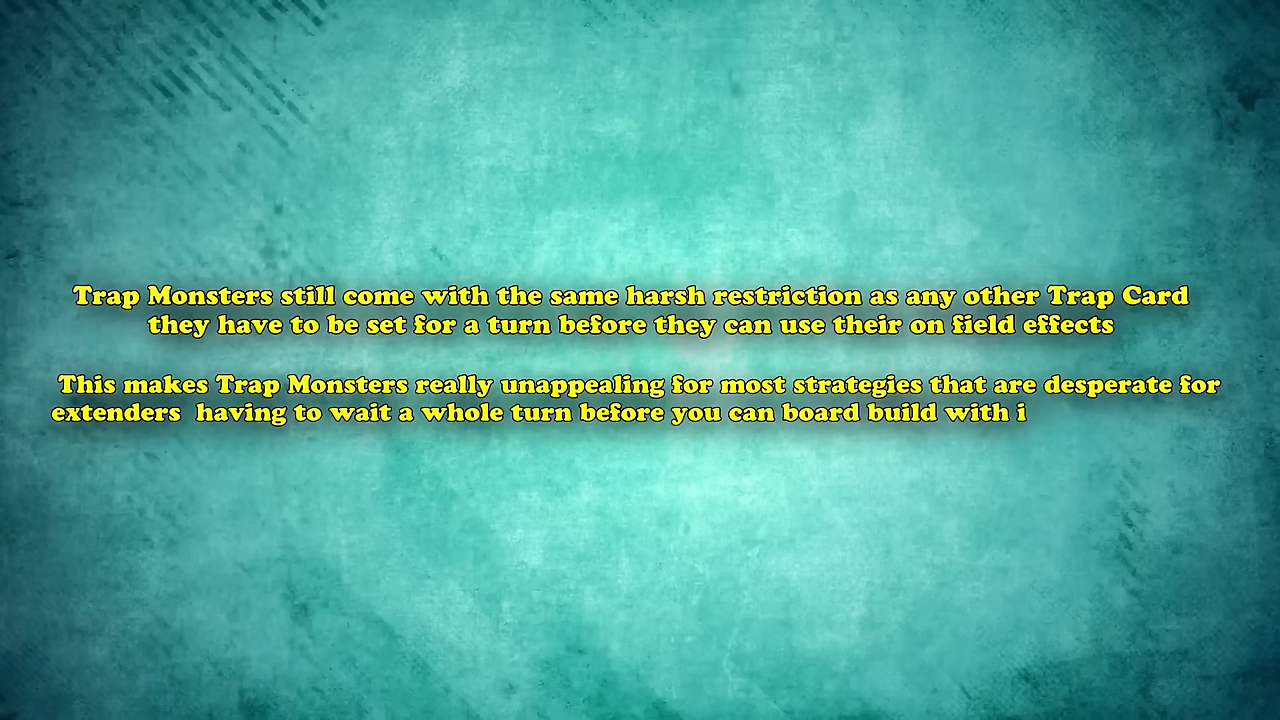 Trap Monsters still come with the same harsh restriction as any other Trap Card
they have to be set for a turn before they can use their on field effects
This makes Trap Monsters really unappealing for most strategies that are desperate for
extenders  having to wait a whole turn before you can board build with i